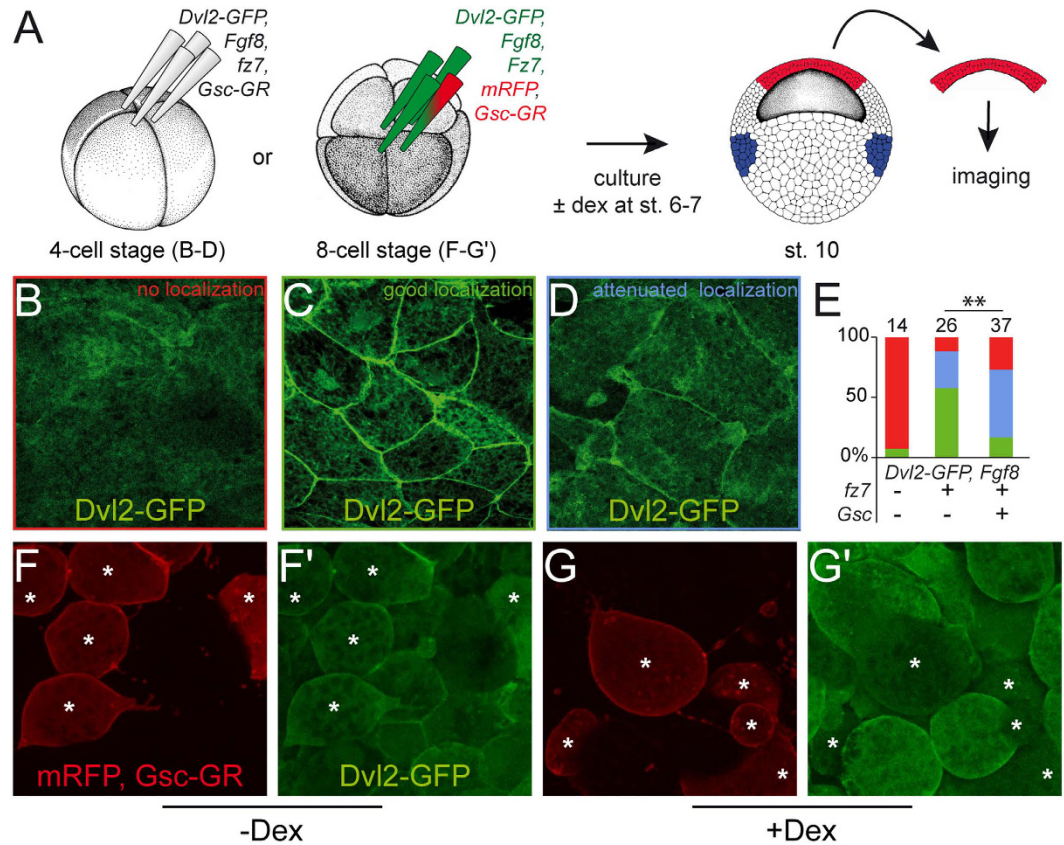 A
Dvl2-GFP,
Fgf8,
fz7,
Gsc-GR
or
Dvl2-GFP,
Fgf8,
Fz7,
mRFP,
Gsc-GR
culture
± dex at st. 6-7
imaging
4-cell stage (B-D)
8-cell stage (F-G')
st. 10
B
no localization
Dvl2-GFP
C
good localization
Dvl2-GFP
D
attenuated localization
Dvl2-GFP
E
**
14 26 37
100
50
0%
Dvl2-GFP, Fgf8
fz7 - + +
Gsc - - +
F
* * * *
mRFP, Gsc-GR
F'
* * * *
Dvl2-GFP
G
* * * * *
G'
* * * * *
-Dex
+Dex